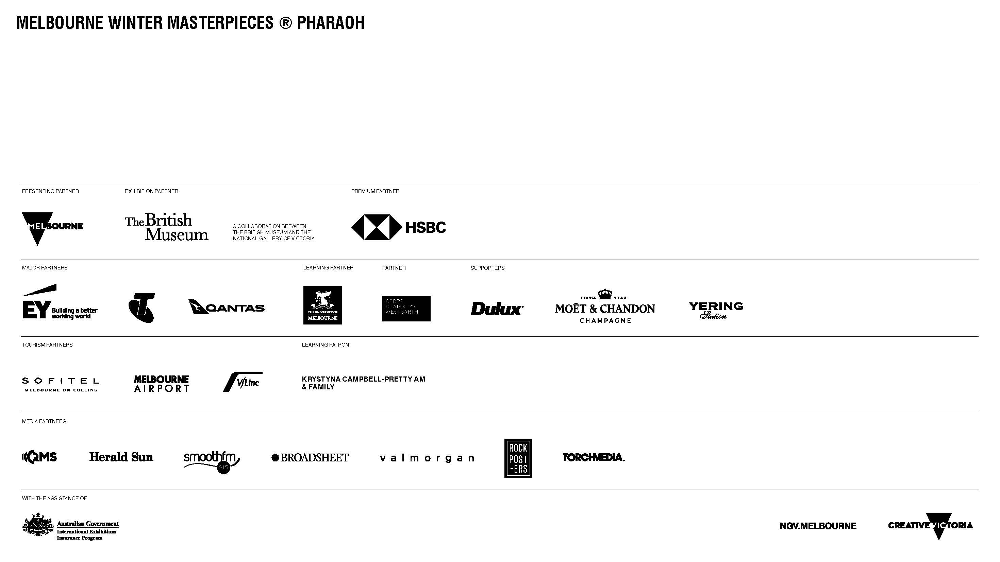 MELBOURNE WINTER MASTERPIECES ® PHARAOH
PRESENTING PARTNER
EXHIBITION PARTNER
PREMIUM PARTNER
MELBOURNE
The British
Museum
A COLLABORATION BETWEEN
THE BRITISH MUSEUM AND THE
NATIONAL GALLERY OF VICTORIA
HSBC
MAJOR PARTNERS
LEARNING PARTNER
PARTNER
SUPPORTERS
EY
Building a better
working world
T
QANTAS
THE UNIVERSITY OF
MELBOURNE
CORRS
CHAMBERS
WESTGARTH
Dulux
FRANCE 1743
MOËT & CHANDON
CHAMPAGNE
YERING
Station
TOURISM PARTNERS
LEARNING PATRON
SOFITEL
MELBOURNE ON COLLINS
MELBOURNE
AIRPORT
V/Line
KRYSTYNA CAMPBELL-PRETTY AM
& FAMILY
MEDIA PARTNERS
QMS
Herald Sun
smoothfm
915
BROADSHEET
valmorgan
ROCK
POST
-ERS
TORCHMEDIA.
WITH THE ASSISTANCE OF
Australian Government
International Exhibitions
Insurance Program
NGV.MELBOURNE
CREATIVE VICTORIA